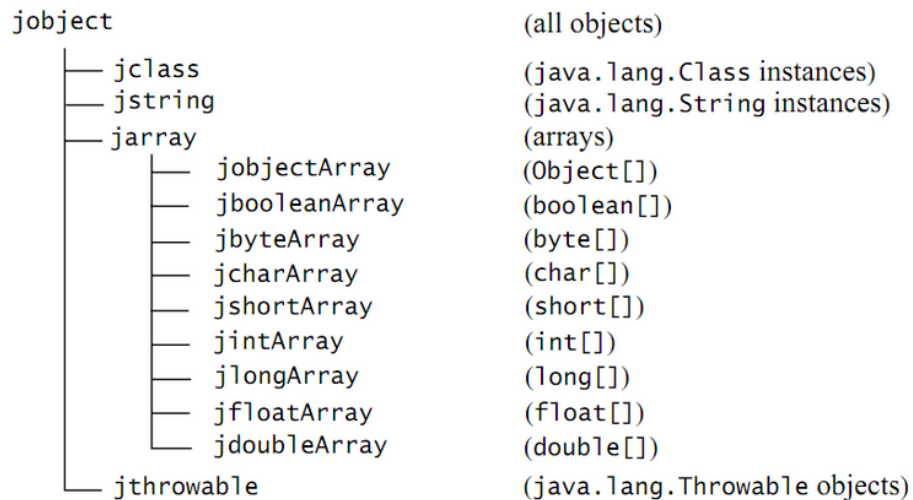 jobject (all objects)
jclass (java.lang.Class instances)
jstring (java.lang.String instances)
jarray (arrays)
jobjectArray (Object[])
jbooleanArray (boolean[])
jbyteArray (byte[])
jcharArray (char[])
jshortArray (short[])
jintArray (int[])
jlongArray (long[])
jfloatArray (float[])
jdoubleArray (double[])
jthrowable (java.lang.Throwable objects)